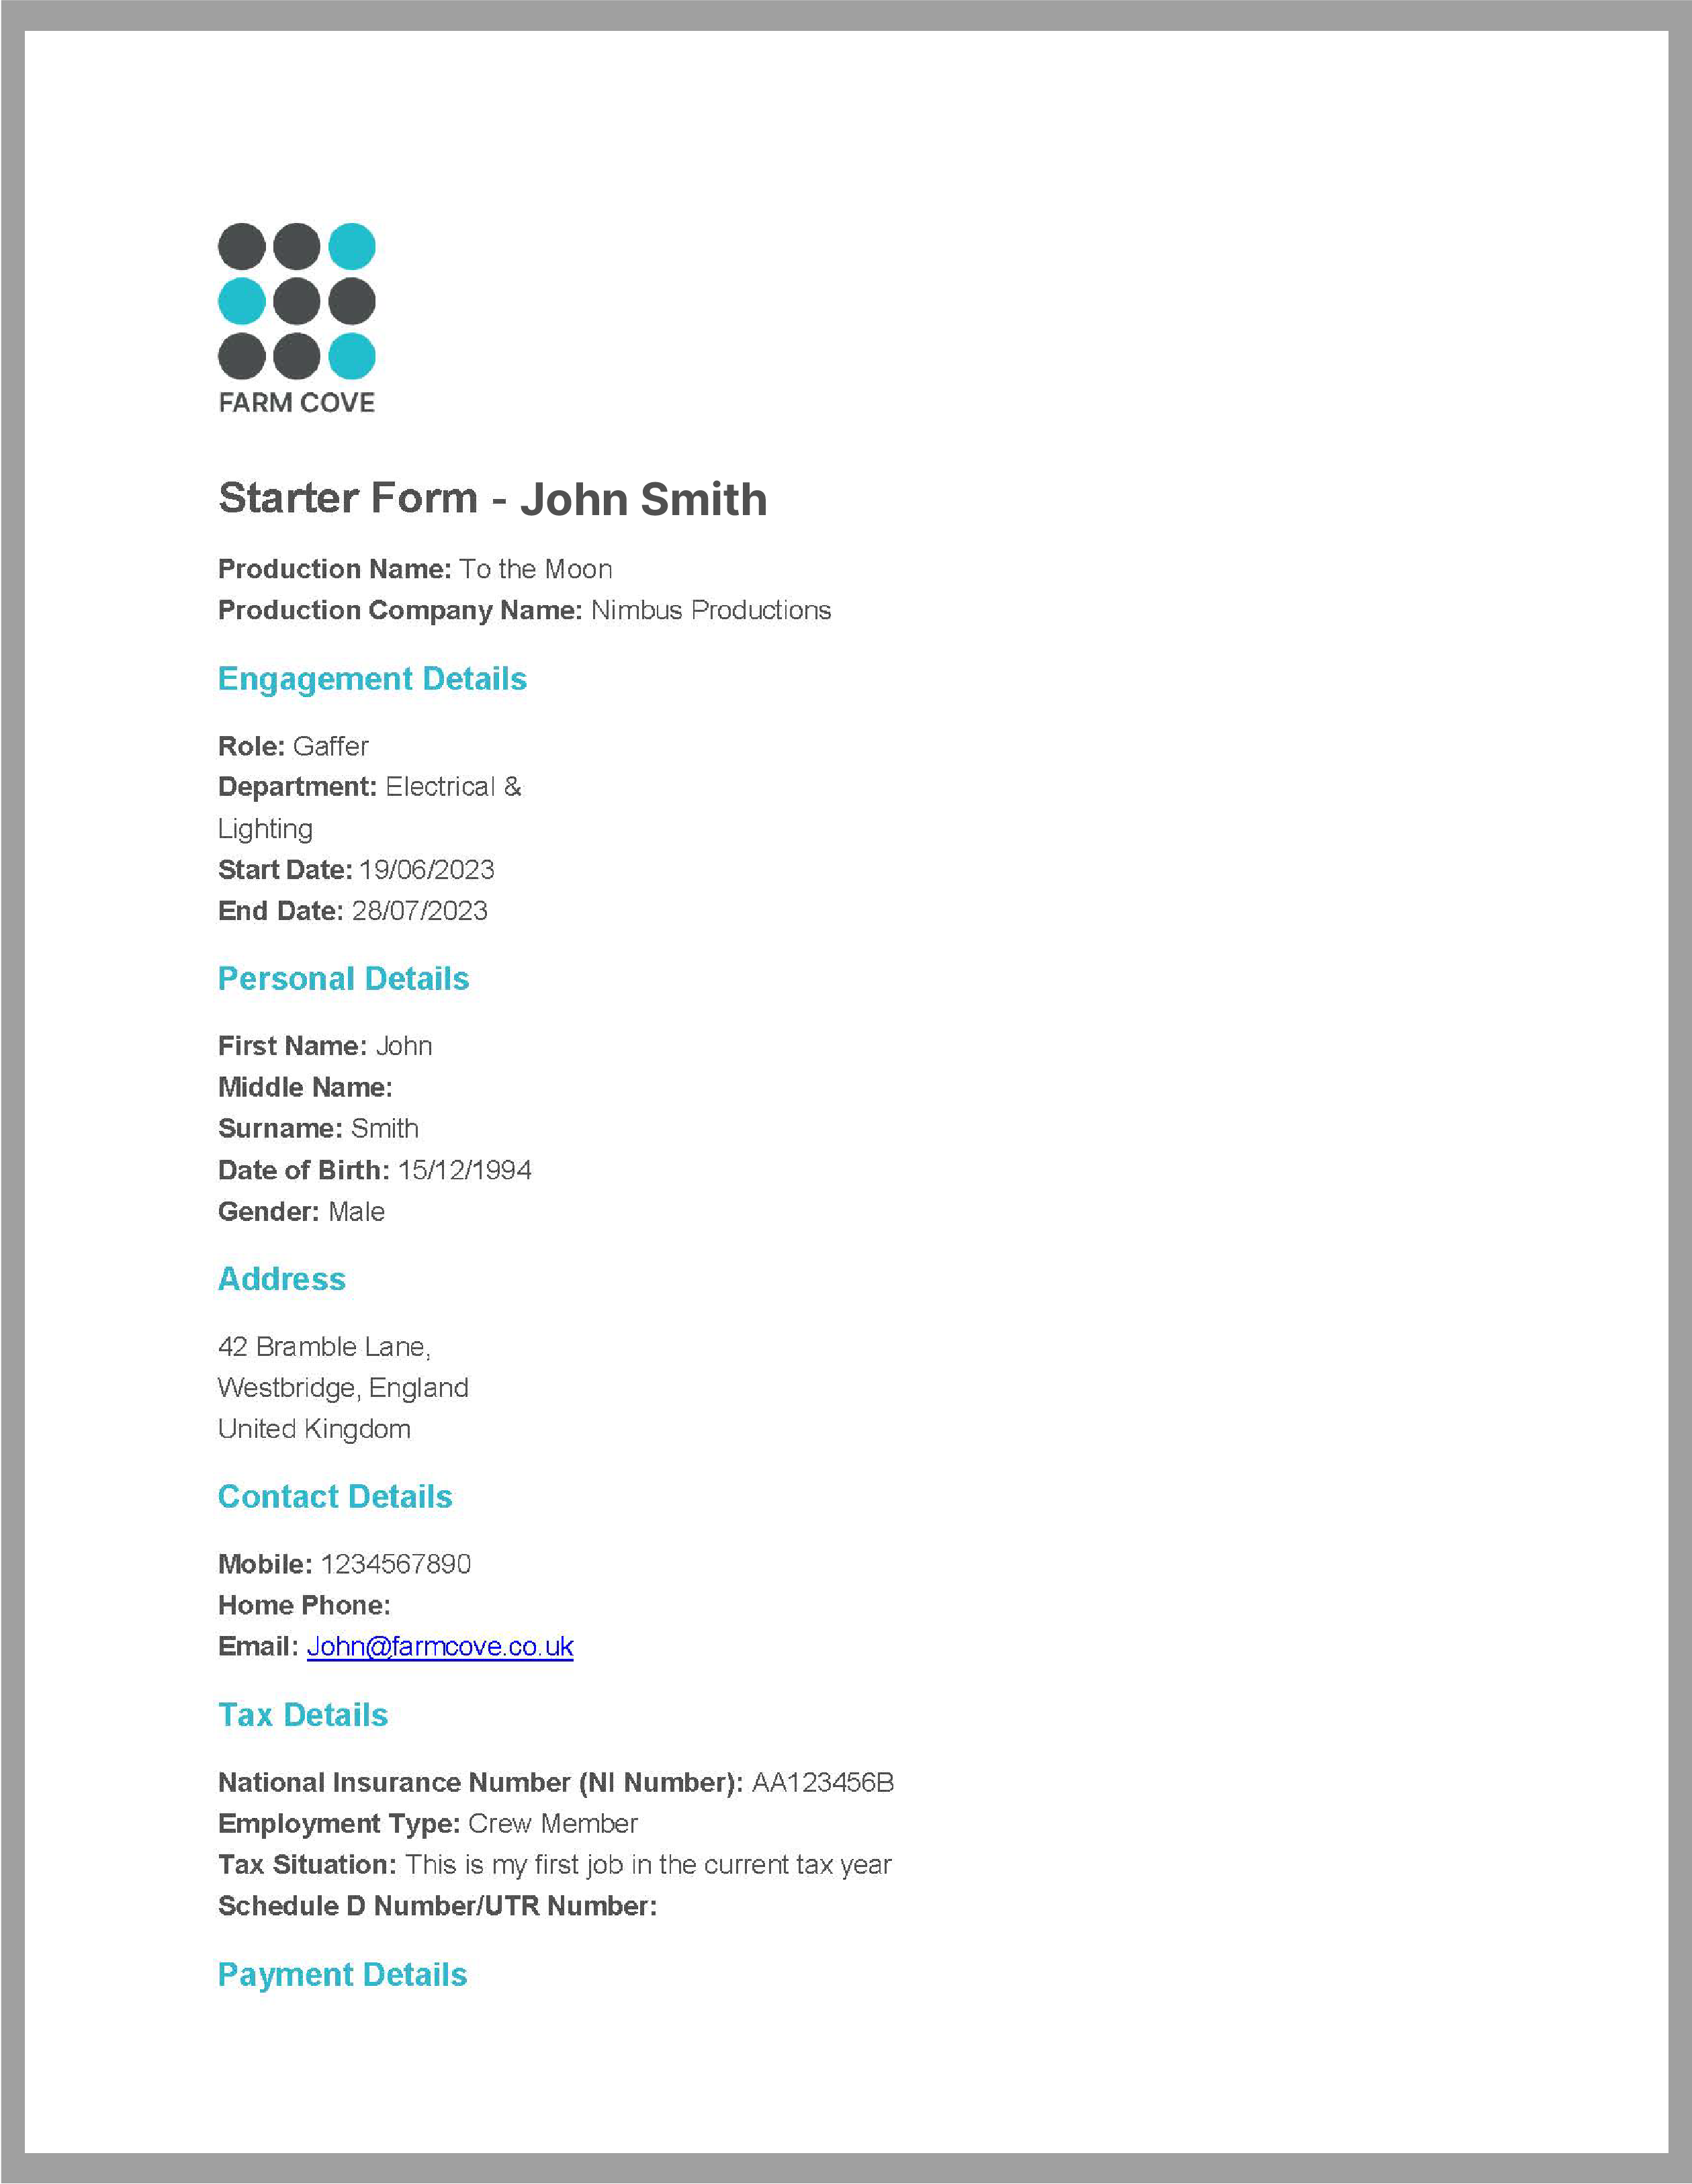 FARM COVE
Starter Form - John Smith
Production Name: To the Moon
Production Company Name: Nimbus Productions
Engagement Details
Role: Gaffer
Department: Electrical &
Lighting
Start Date: 19/06/2023
End Date: 28/07/2023
Personal Details
First Name: John
Middle Name:
Surname: Smith
Date of Birth: 15/12/1994
Gender: Male
Address
42 Bramble Lane,
Westbridge, England
United Kingdom
Contact Details
Mobile: 1234567890
Home Phone:
Email: John@farmcove.co.uk
Tax Details
National Insurance Number (NI Number): AA123456B
Employment Type: Crew Member
Tax Situation: This is my first job in the current tax year
Schedule D Number/UTR Number:
Payment Details